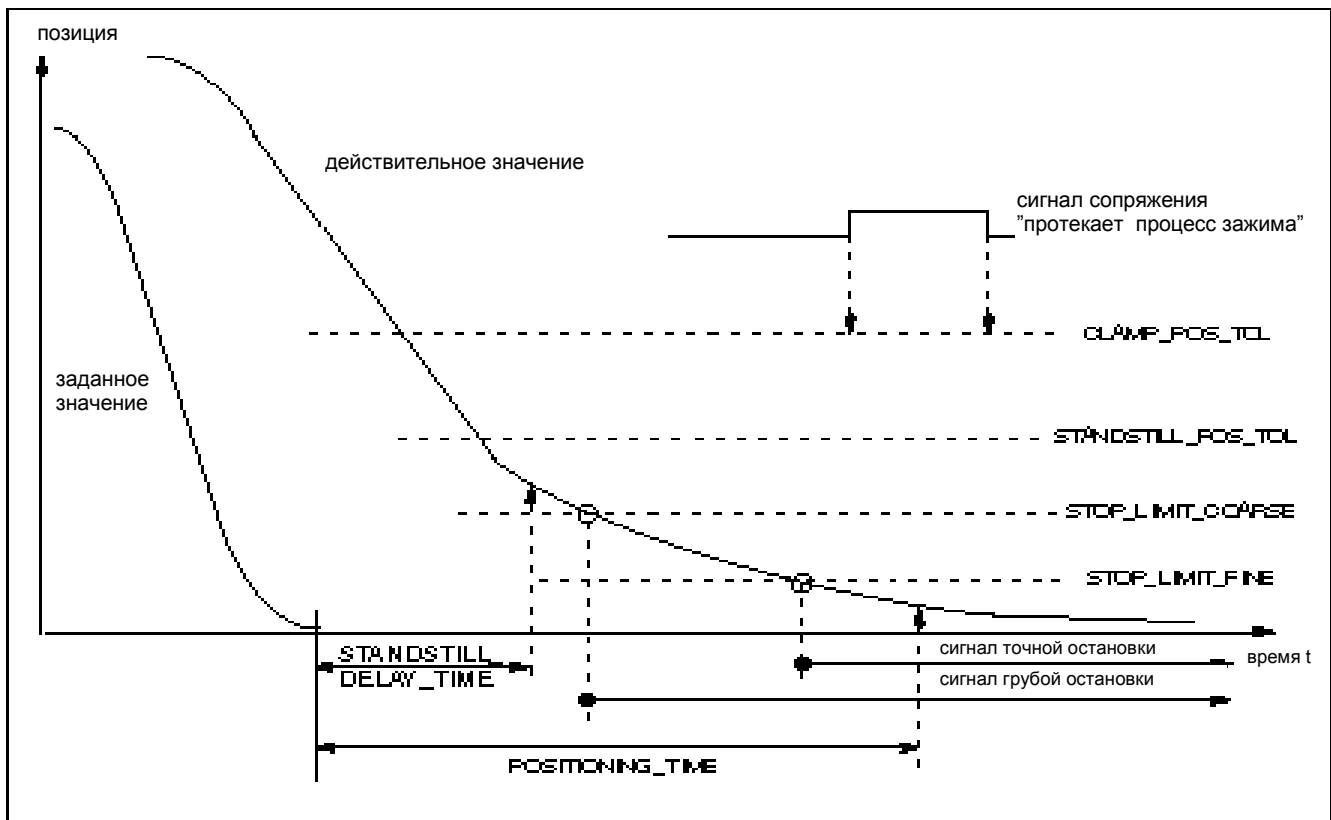 позиция
действительное значение
сигнал сопряжения
”протекает процесс зажима”
CLAMP_POS_TOL
заданное
значение
STANDSTILL_POS_TOL
STOP_LIMIT_COARSE
STOP_LIMIT_FINE
STANDSTILL
DELAY_TIME
сигнал точной остановки
время t
сигнал грубой остановки
POSITIONING_TIME